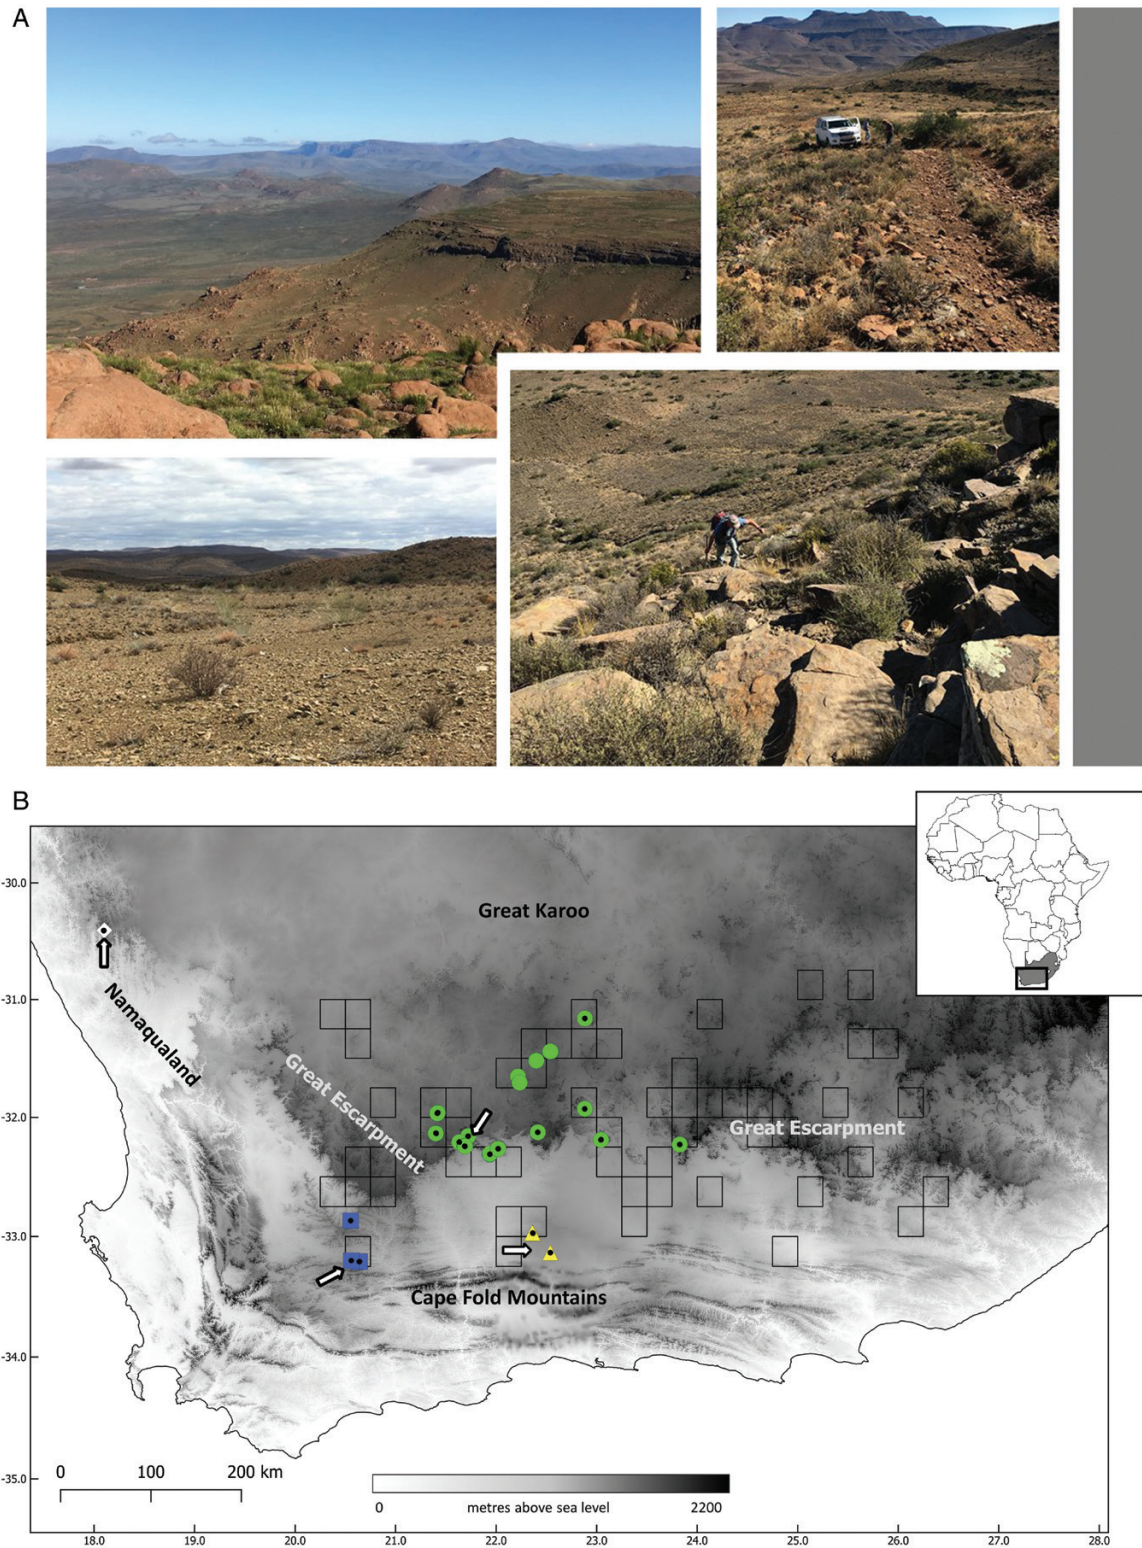 A
B
-30.0
-31.0
-32.0
-33.0
-34.0
-35.0
Great Karoo
Namaqualand
Great Escarpment
Great Escarpment
Cape Fold Mountains
0 100 200 km
0 metres above sea level 2200
18.0 19.0 20.0 21.0 22.0 23.0 24.0 25.0 26.0 27.0 28.0